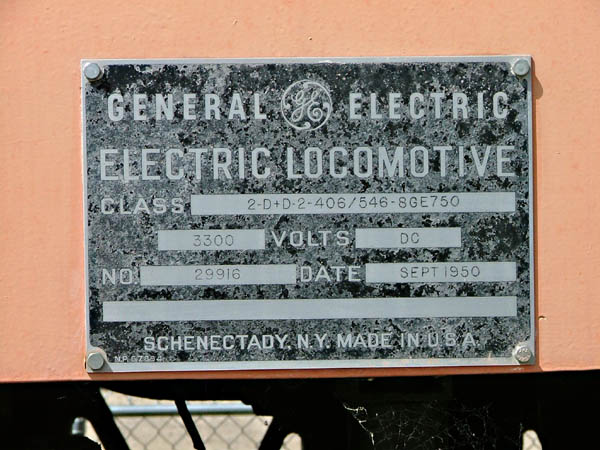 GENERAL GE ELECTRIC
ELECTRIC LOCOMOTIVE
CLASS 2-D+D-2-406/546-8GE750
3300 VOLTS DC
NO. 29916 DATE SEPT 1950
SCHENECTADY, N.Y. MADE IN U.S.A.